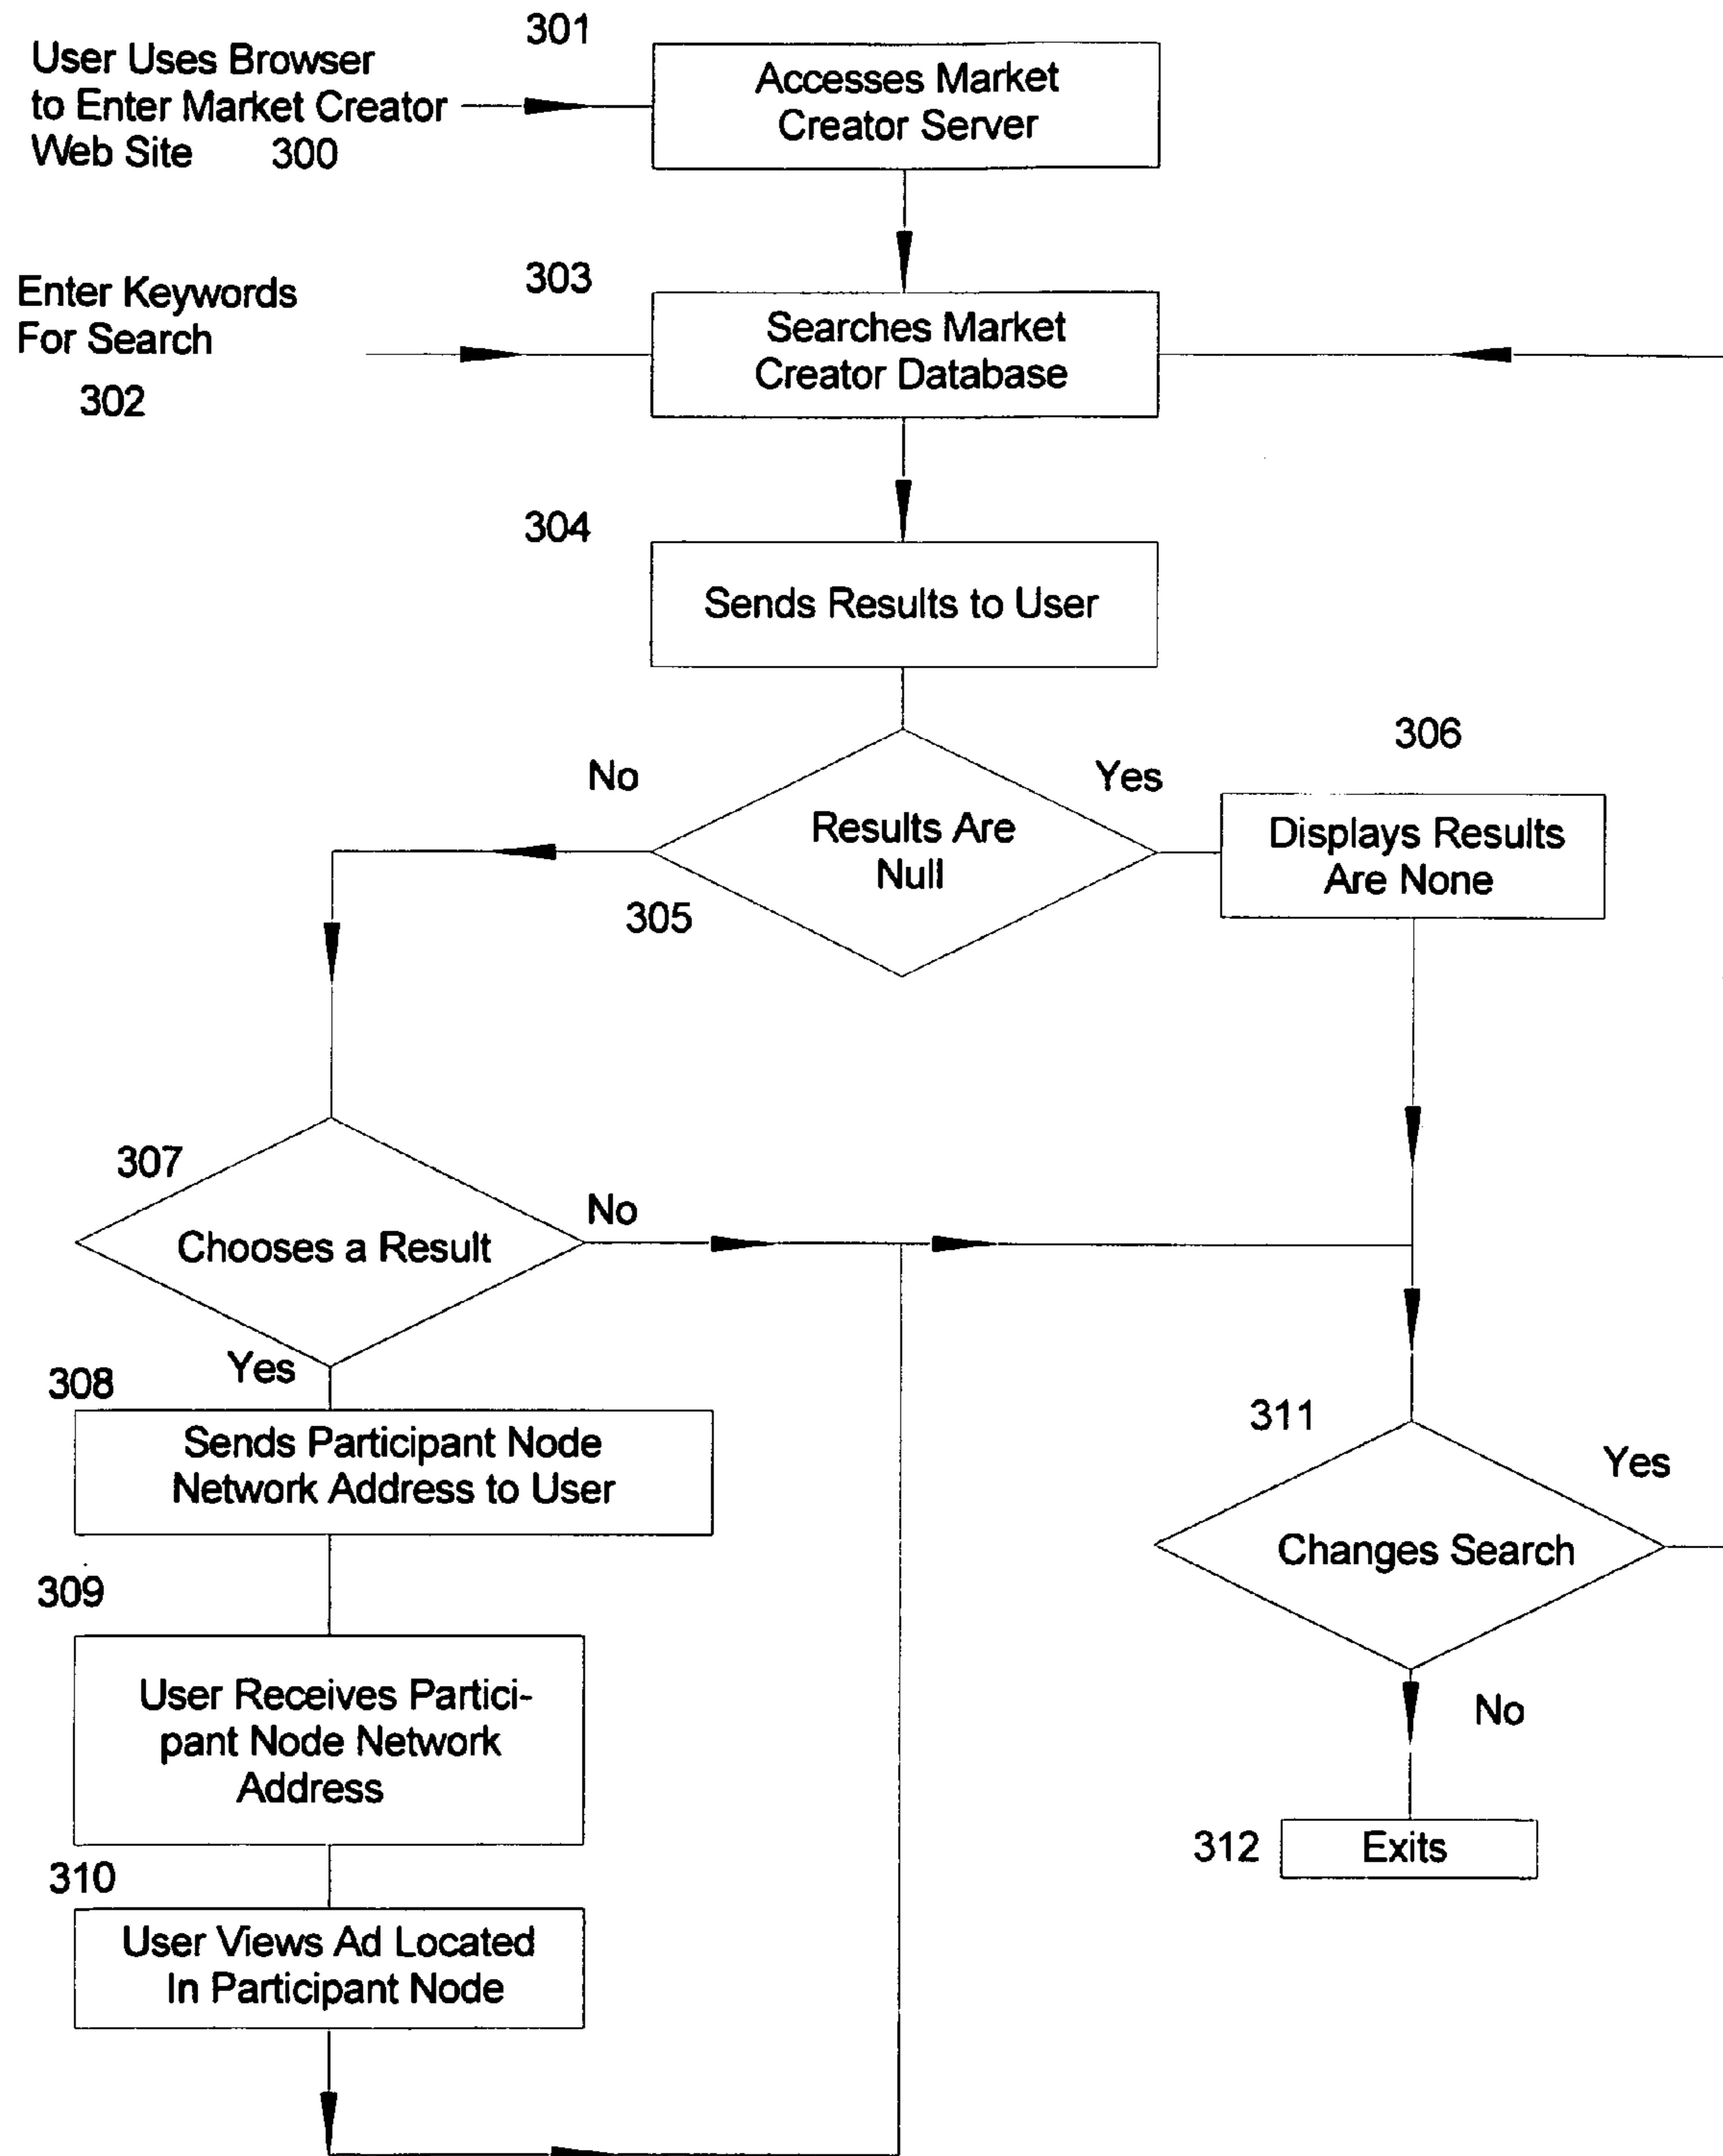 301
User Uses Browser
to Enter Market Creator
Web Site 300
Accesses Market
Creator Server
303
Enter Keywords
For Search
302
Searches Market
Creator Database
304
Sends Results to User
306
No
Yes
Results Are
Null
305
Displays Results
Are None
307
No
Chooses a Result
Yes
308
Sends Participant Node
Network Address to User
311
Yes
Changes Search
No
309
User Receives Partici-
pant Node Network
Address
310
User Views Ad Located
In Participant Node
312
Exits